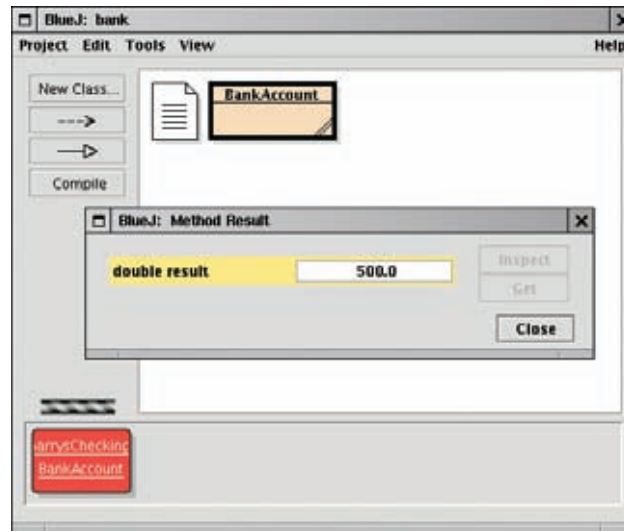 BlueJ: bank
Project Edit Tools View Help
New Class...
BankAccount
Compile
BlueJ: Method Result
double result 500.0
Inspect
Get
Close
arrysChecking
BankAccount